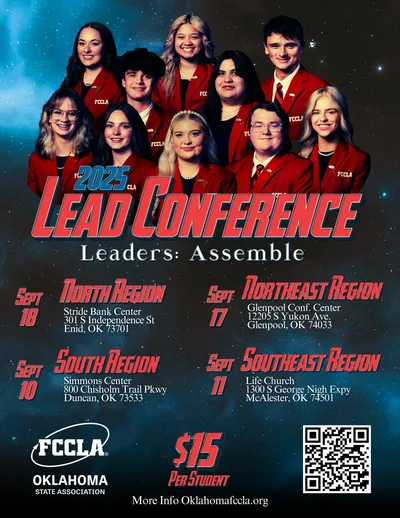 FCCLA
2025
LEAD CONFERENCE
Leaders: Assemble
SEPT 18
NORTH REGION
Stride Bank Center
301 S Independence St
Enid, OK 73701
SEPT 17
NORTHEAST REGION
Glenpool Conf. Center
12205 S Yukon Ave.
Glenpool, OK 74033
SEPT 10
SOUTH REGION
Simmons Center
800 Chisholm Trail Pkwy
Duncan, OK 73533
SEPT 11
SOUTHEAST REGION
Life Church
1300 S George Nigh Expy
McAlester, OK 74501
FCCLA
OKLAHOMA
STATE ASSOCIATION
$15
PER STUDENT
More Info Oklahomafccla.org